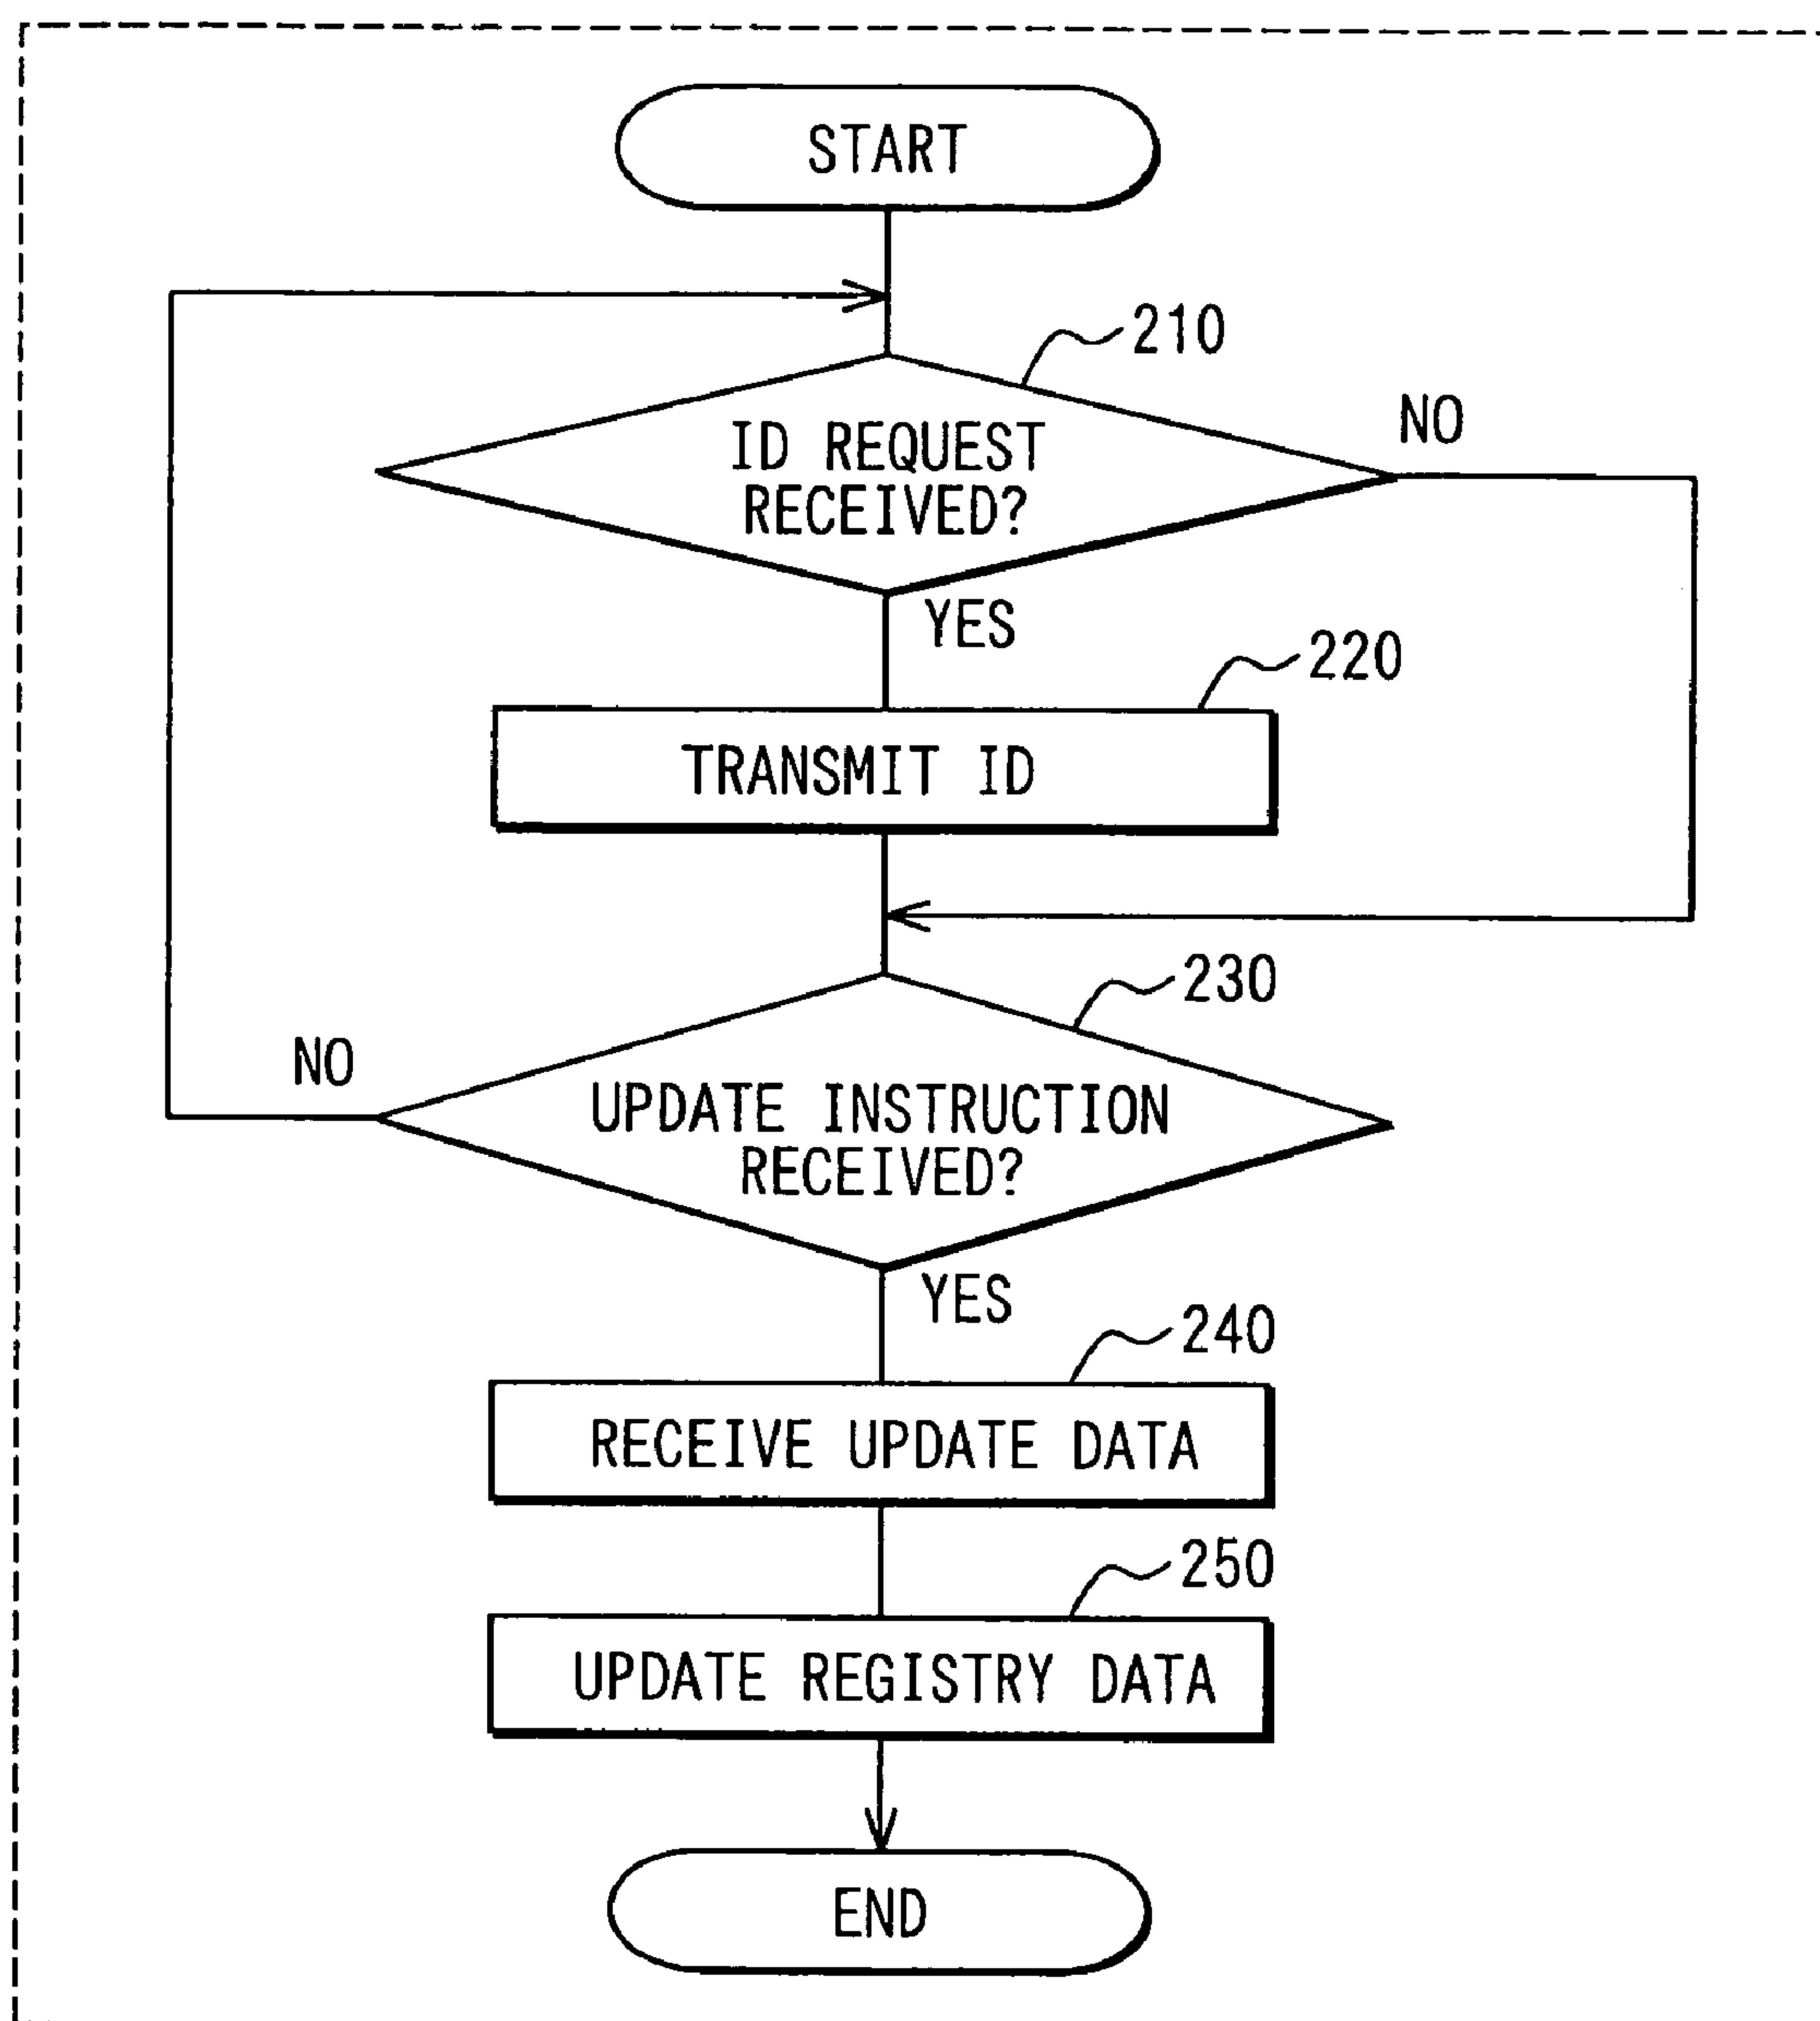 START
210
ID REQUEST
RECEIVED?
NO
YES
220
TRANSMIT ID
230
NO
UPDATE INSTRUCTION
RECEIVED?
YES
240
RECEIVE UPDATE DATA
250
UPDATE REGISTRY DATA
END